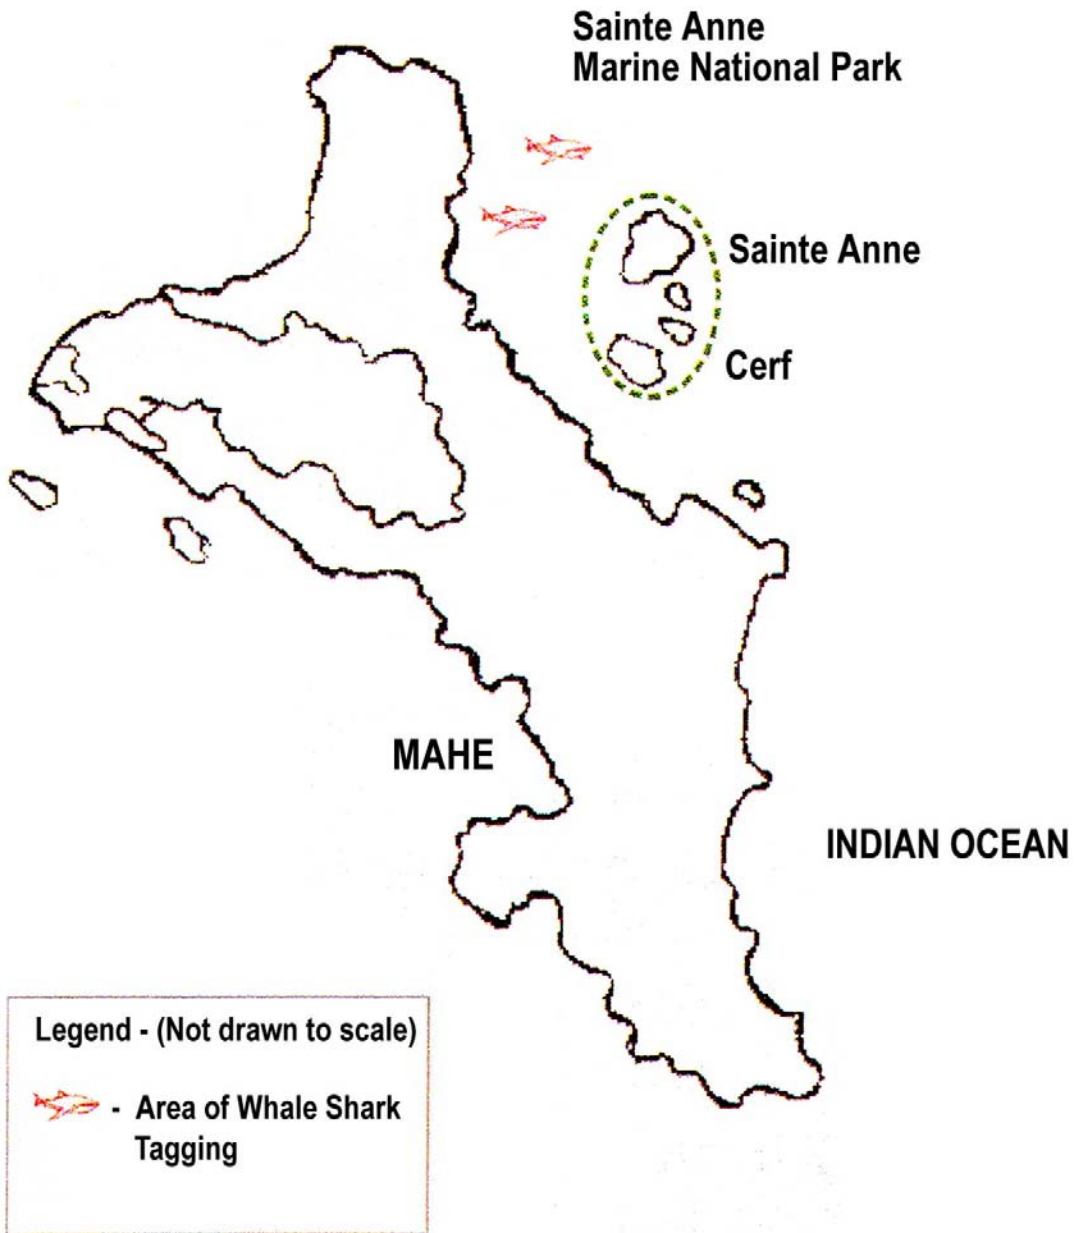 Sainte Anne
Marine National Park
Sainte Anne
Cerf
MAHE
INDIAN OCEAN
Legend - (Not drawn to scale)
- Area of Whale Shark
Tagging